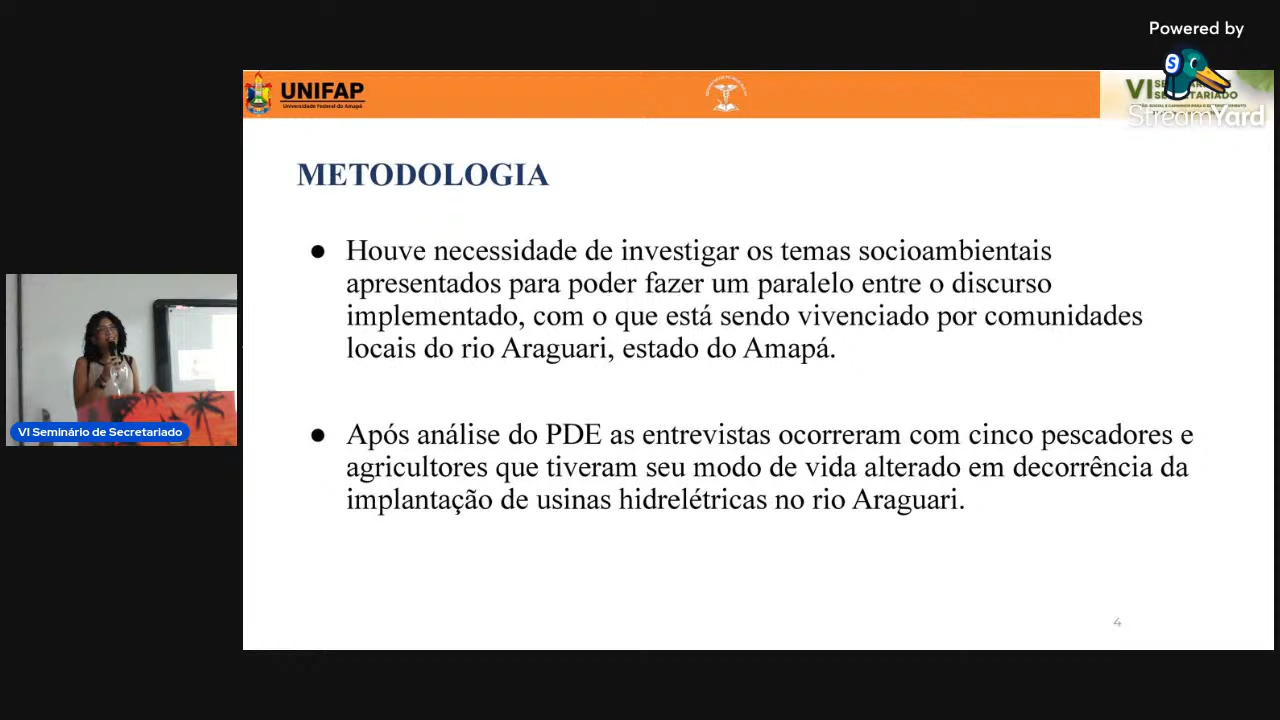 Powered by
StreamYard
UNIFAP
Universidade Federal do Amapá
VI
METODOLOGIA
● Houve necessidade de investigar os temas socioambientais
apresentados para poder fazer um paralelo entre o discurso
implementado, com o que está sendo vivenciado por comunidades
locais do rio Araguari, estado do Amapá.
● Após análise do PDE as entrevistas ocorreram com cinco pescadores e
agricultores que tiveram seu modo de vida alterado em decorrência da
implantação de usinas hidrelétricas no rio Araguari.
VI Seminário de Secretariado
4